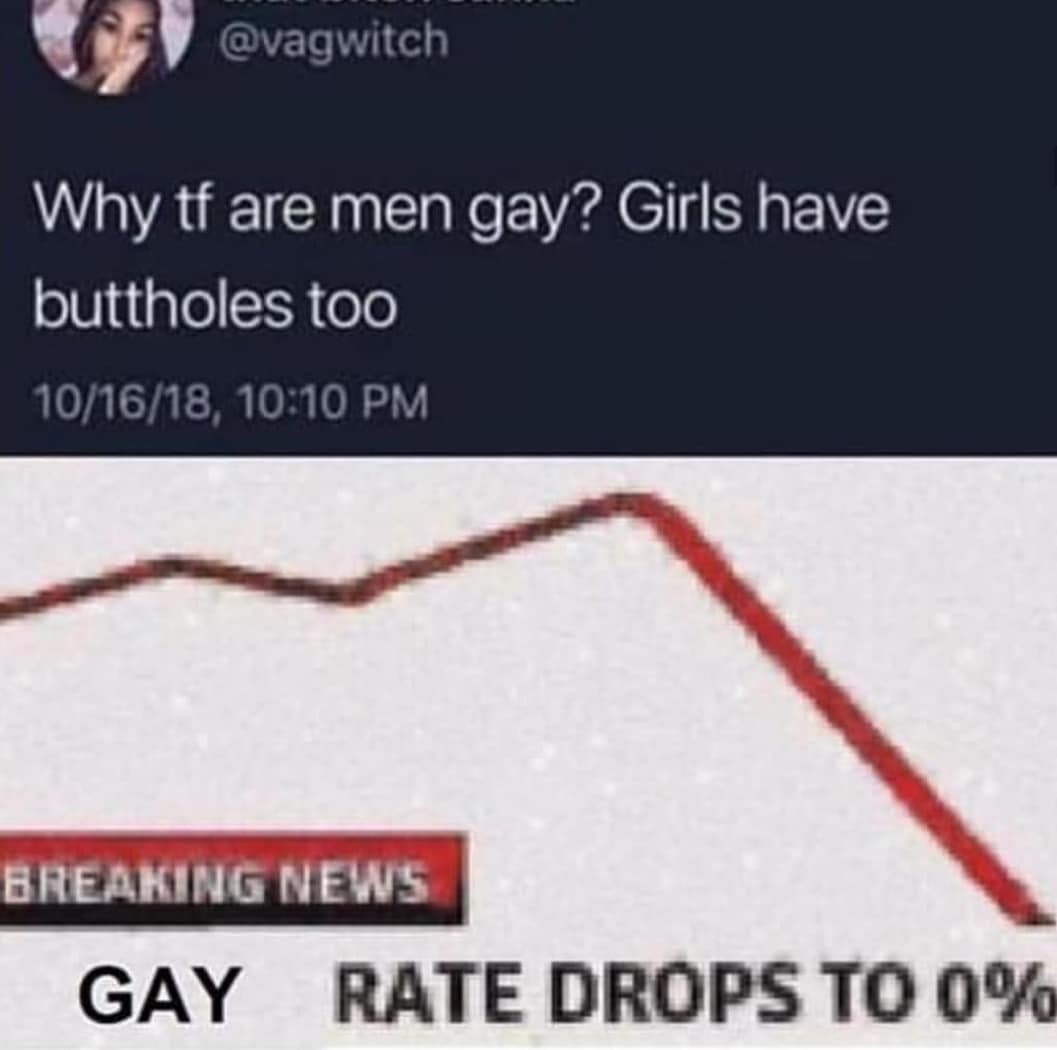 @vagwitch
Why tf are men gay? Girls have
buttholes too
10/16/18, 10:10 PM
BREAKING NEWS
GAY RATE DROPS TO 0%